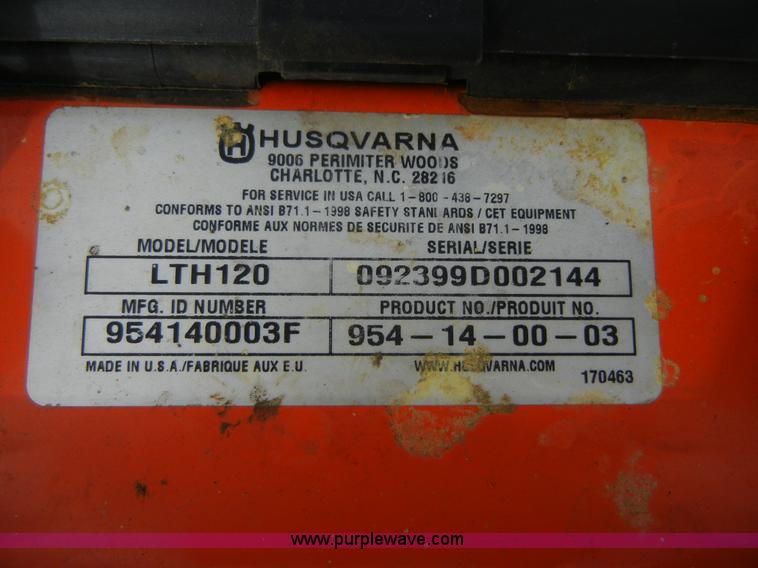 HUSQVARNA
9006 PERIMITER WOODS
CHARLOTTE, N.C. 28216
FOR SERVICE IN USA CALL 1-800-438-7297
CONFORMS TO ANSI B71.1-1998 SAFETY STANDARDS / CET EQUIPMENT
CONFORME AUX NORMES DE SECURITE DE ANSI B71.1-1998
MODEL/MODELE SERIAL/SERIE
LTH120 092399D002144
MFG. ID NUMBER PRODUCT NO./PRODUIT NO.
954140003F 954-14-00-03
MADE IN U.S.A./FABRIQUE AUX E.U. WWW.HUSQVARNA.COM
170463
www.purplewave.com